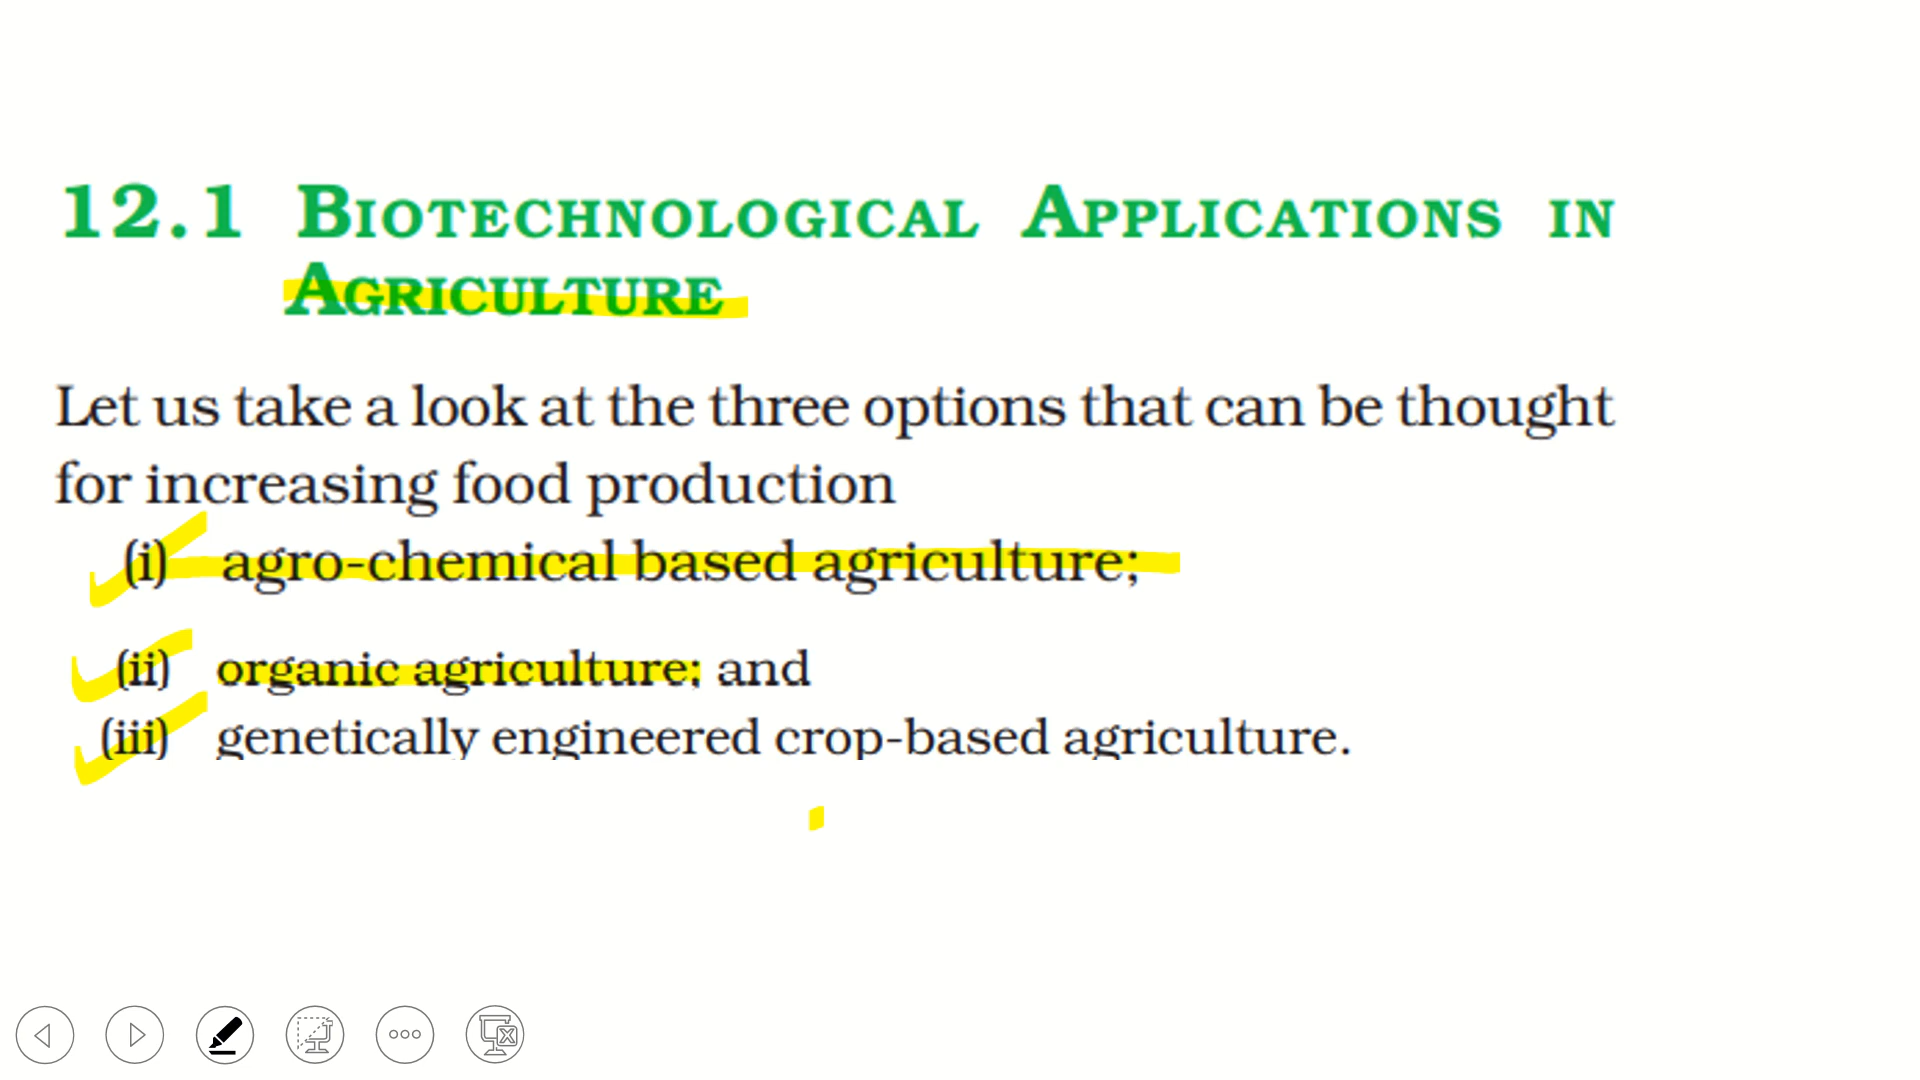 12.1 Biotechnological Applications in
Agriculture
Let us take a look at the three options that can be thought
for increasing food production
(i) agro-chemical based agriculture;
(ii) organic agriculture; and
(iii) genetically engineered crop-based agriculture.